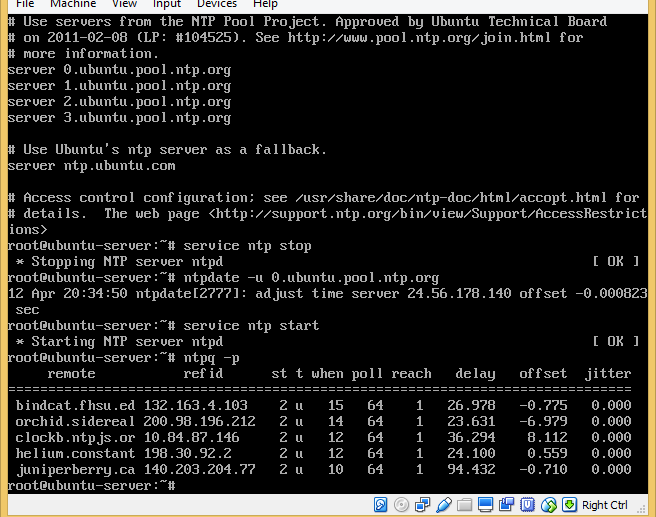 File Machine View Input Devices Help
# Use servers from the NTP Pool Project. Approved by Ubuntu Technical Board
# on 2011-02-08 (LP: #104525). See http://www.pool.ntp.org/join.html for
# more information.
server 0.ubuntu.pool.ntp.org
server 1.ubuntu.pool.ntp.org
server 2.ubuntu.pool.ntp.org
server 3.ubuntu.pool.ntp.org
# Use Ubuntu's ntp server as a fallback.
server ntp.ubuntu.com
# Access control configuration; see /usr/share/doc/ntp-doc/html/accopt.html for
# details.  The web page <http://support.ntp.org/bin/view/Support/AccessRestrict
ions>
root@ubuntu-server:~# service ntp stop
 * Stopping NTP server ntpd                                              [ OK ]
root@ubuntu-server:~# ntpdate -u 0.ubuntu.pool.ntp.org
12 Apr 20:34:50 ntpdate[2777]: adjust time server 24.56.178.140 offset -0.000823
 sec
root@ubuntu-server:~# service ntp start
 * Starting NTP server ntpd                                              [ OK ]
root@ubuntu-server:~# ntpq -p
     remote           refid      st t when poll reach   delay   offset  jitter
==============================================================================
 bindcat.fhsu.ed 132.163.4.103    2 u   15   64    1   26.978   -0.775   0.000
 orchid.sidereal 200.98.196.212   2 u   14   64    1   23.631   -6.979   0.000
 clockb.ntpjs.or 10.84.87.146     2 u   12   64    1   36.294    8.112   0.000
 helium.constant 198.30.92.2      2 u   12   64    1   24.100    0.559   0.000
 juniperberry.ca 140.203.204.77   2 u   10   64    1   94.432   -0.710   0.000
root@ubuntu-server:~#
Right Ctrl